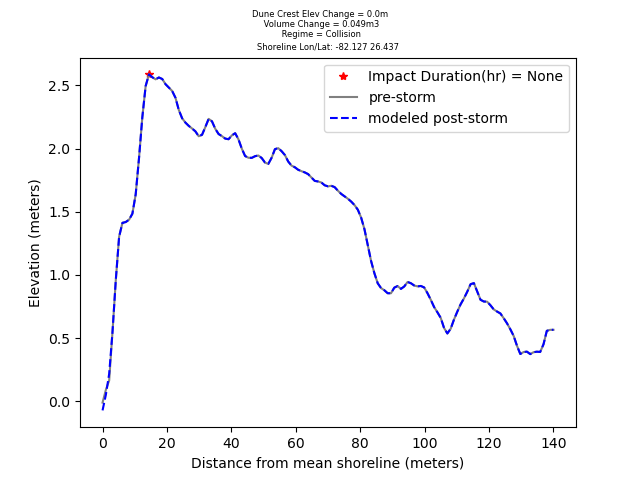 Dune Crest Elev Change = 0.0m
Volume Change = 0.049m3
Regime = Collision
Shoreline Lon/Lat: -82.127 26.437
Impact Duration(hr) = None
pre-storm
modeled post-storm
Elevation (meters)
2.5
2.0
1.5
1.0
0.5
0.0
0 20 40 60 80 100 120 140
Distance from mean shoreline (meters)